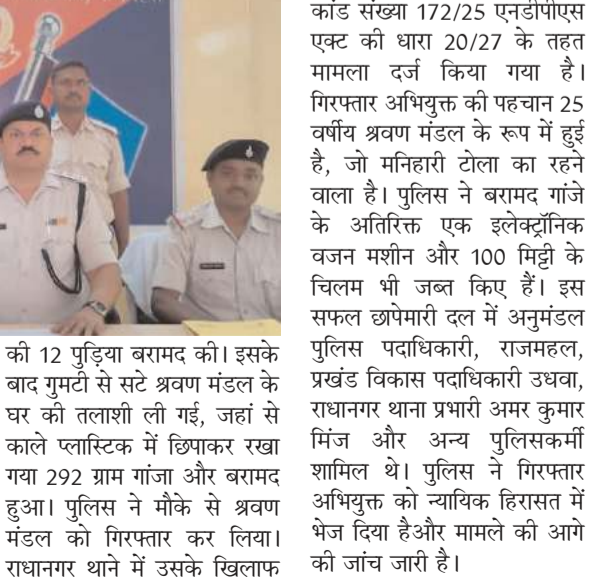 की 12 पुड़िया बरामद की। इसके
बाद गुमटी से सटे श्रवण मंडल के
घर की तलाशी ली गई, जहां से
काले प्लास्टिक में छिपाकर रखा
गया 292 ग्राम गांजा और बरामद
हुआ। पुलिस ने मौके से श्रवण
मंडल को गिरफ्तार कर लिया।
राधानगर थाने में उसके खिलाफ
कांड संख्या 172/25 एनडीपीएस
एक्ट की धारा 20/27 के तहत
मामला दर्ज किया गया है।
गिरफ्तार अभियुक्त की पहचान 25
वर्षीय श्रवण मंडल के रूप में हुई
है, जो मनिहारी टोला का रहने
वाला है। पुलिस ने बरामद गांजे
के अतिरिक्त एक इलेक्ट्रॉनिक
वजन मशीन और 100 मिट्टी के
चिलम भी जब्त किए हैं। इस
सफल छापेमारी दल में अनुमंडल
पुलिस पदाधिकारी, राजमहल,
प्रखंड विकास पदाधिकारी उधवा,
राधानगर थाना प्रभारी अमर कुमार
मिंज और अन्य पुलिसकर्मी
शामिल थे। पुलिस ने गिरफ्तार
अभियुक्त को न्यायिक हिरासत में
भेज दिया हैऔर मामले की आगे
की जांच जारी है।